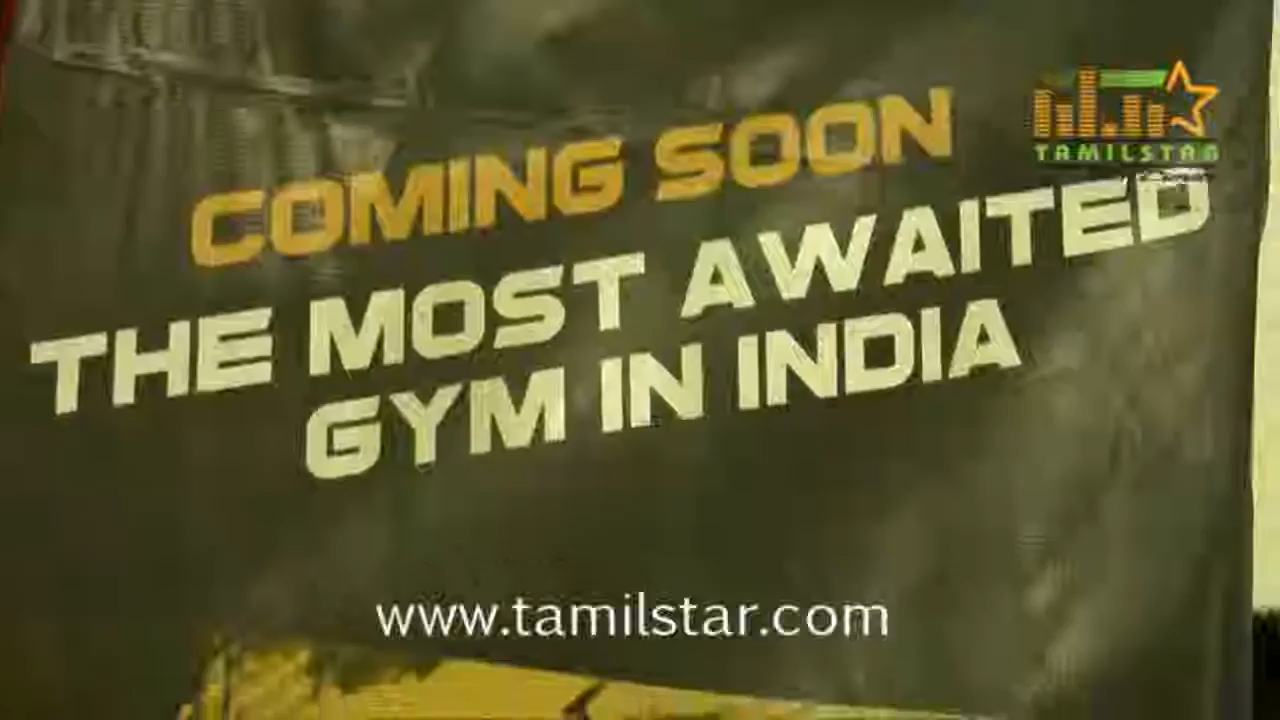 COMING SOON
TAMILSTAR
THE MOST AWAITED
GYM IN INDIA
www.tamilstar.com